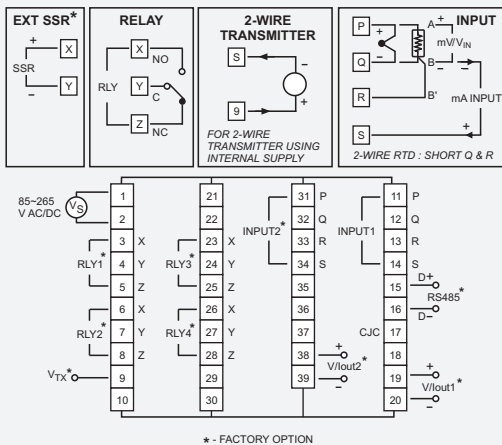 EXT SSR*
+
SSR
–
X
Y
RELAY
RLY
X
NO
Y
C
Z
NC
2-WIRE
TRANSMITTER
S
–
9
+
FOR 2-WIRE
TRANSMITTER USING
INTERNAL SUPPLY
INPUT
P
+
A
+
mV/VIN
Q
–
B
–
–
R
B'
mA INPUT
S
+
2-WIRE RTD : SHORT Q & R
85~265
V AC/DC
VS
1
2
3 X
4 Y
5 Z
RLY1*
6 X
7 Y
8 Z
RLY2*
VTX*
9
10
21
22
23 X
24 Y
25 Z
RLY3*
26 X
27 Y
28 Z
RLY4*
29
30
31 P
32 Q
33 R
34 S
INPUT2*
35
36
37
38 +
39 –
V/Iout2*
11 P
12 Q
13 R
14 S
INPUT1
15 D+
16 D–
RS485*
CJC 17
18
19 +
20 –
V/Iout1*
* - FACTORY OPTION